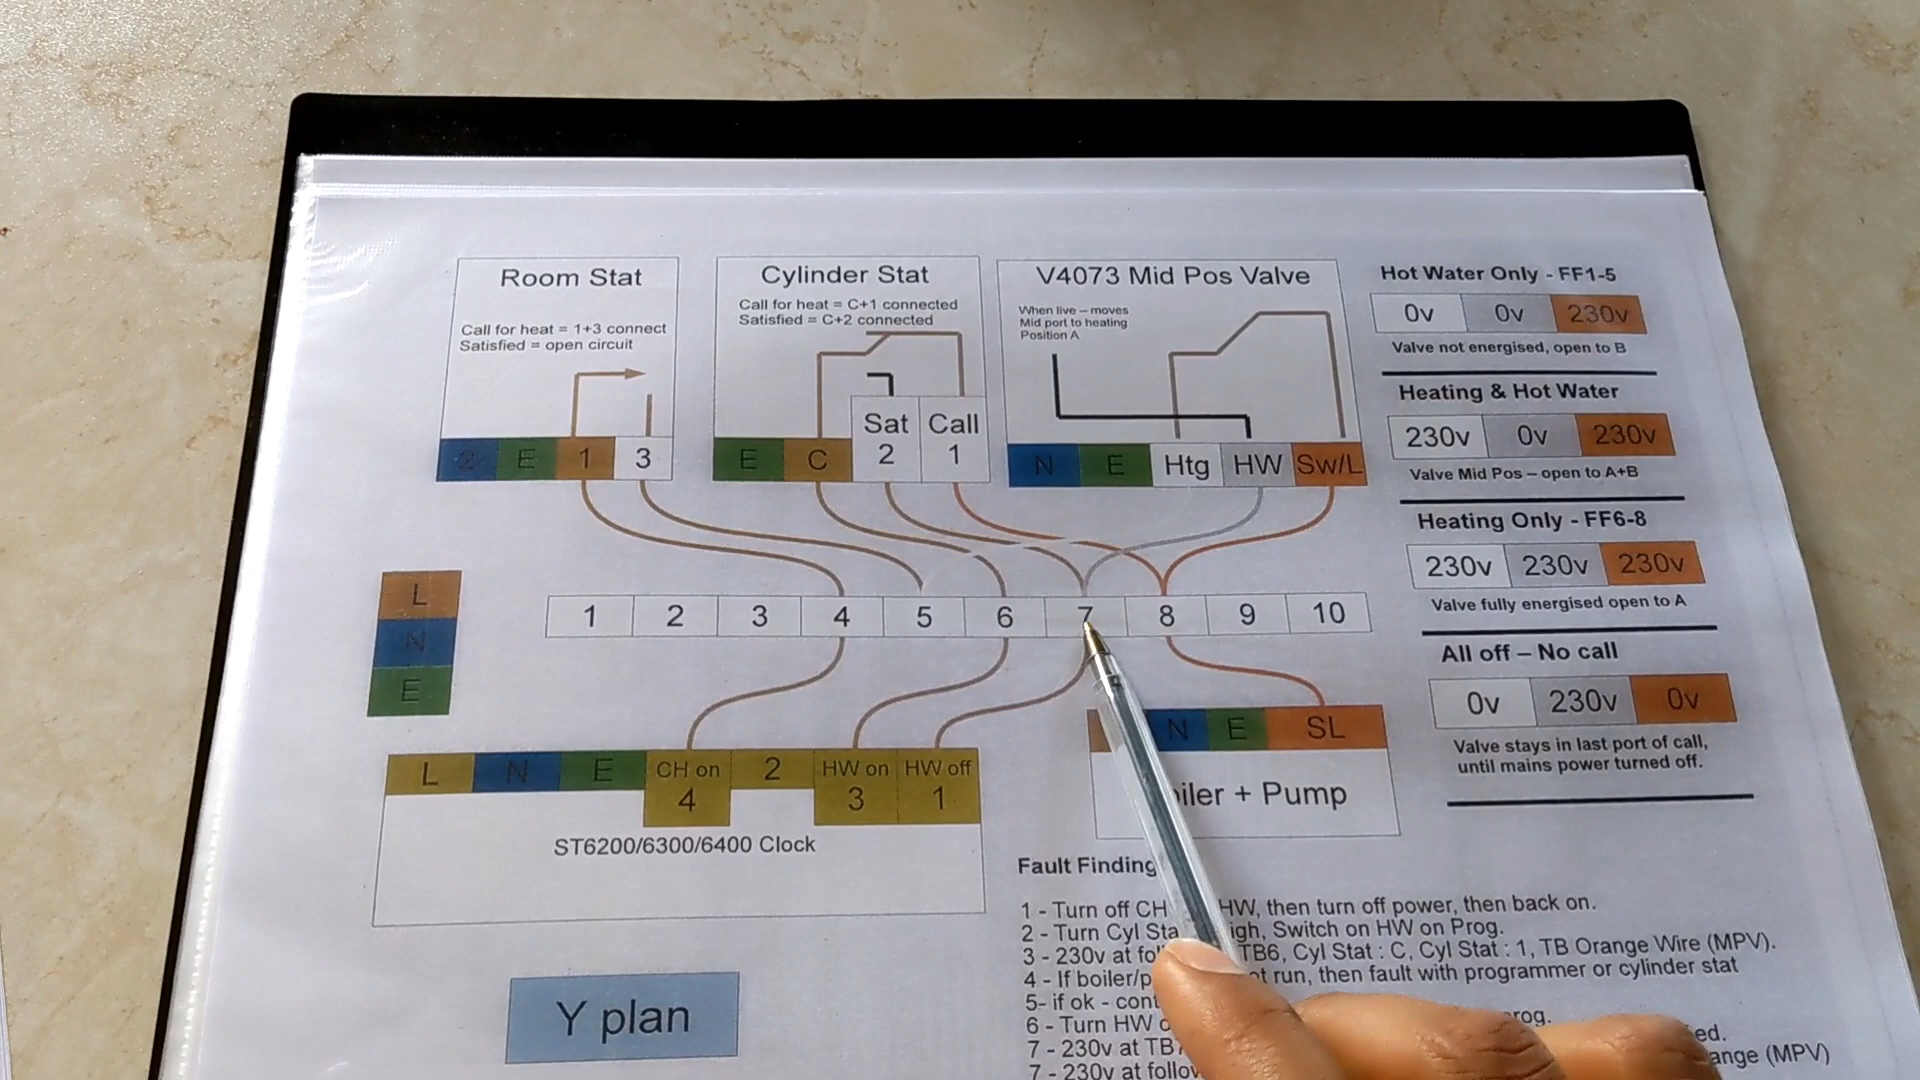 Room Stat
Call for heat = 1+3 connect
Satisfied = open circuit
2 E 1 3
Cylinder Stat
Call for heat = C+1 connected
Satisfied = C+2 connected
Sat Call
E C 2 1
V4073 Mid Pos Valve
When live – moves
Mid port to heating
Position A
N E Htg HW Sw/L
Hot Water Only - FF1-5
0v 0v 230v
Valve not energised, open to B
Heating & Hot Water
230v 0v 230v
Valve Mid Pos – open to A+B
Heating Only - FF6-8
230v 230v 230v
Valve fully energised open to A
All off – No call
0v 230v 0v
Valve stays in last port of call,
until mains power turned off.
L
N
E
1 2 3 4 5 6 7 8 9 10
L N E CH on 2 HW on HW off
4 3 1
ST6200/6300/6400 Clock
N E SL
+ Pump
Y plan
Fault Finding
1 - Turn off CH HW, then turn off power, then back on.
2 - Turn Cyl Switch on HW on Prog.
3 - 230v at TB6, Cyl Stat : C, Cyl Stat : 1, TB Orange Wire (MPV).
4 - If run, then fault with programmer or cylinder stat
5- if ok -
6 - Turn HW
7 - 230v at (MPV)
7 - 230v at